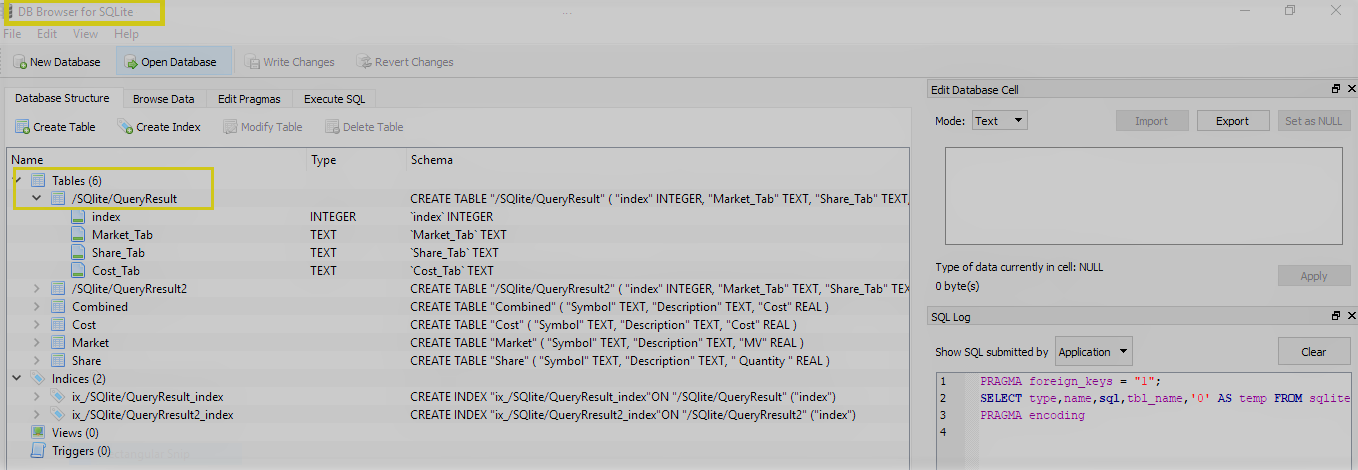 DB Browser for SQLite
...
File Edit View Help
New Database Open Database Write Changes Revert Changes
Database Structure Browse Data Edit Pragmas Execute SQL
Create Table Create Index Modify Table Delete Table
Name Type Schema
Tables (6)
/SQlite/QueryResult CREATE TABLE "/SQlite/QueryResult" ( "index" INTEGER, "Market_Tab" TEXT, "Share_Tab" TEXT,
index INTEGER `index` INTEGER
Market_Tab TEXT `Market_Tab` TEXT
Share_Tab TEXT `Share_Tab` TEXT
Cost_Tab TEXT `Cost_Tab` TEXT
/SQlite/QueryRresult2 CREATE TABLE "/SQlite/QueryRresult2" ( "index" INTEGER, "Market_Tab" TEXT, "Share_Tab" TEX
Combined CREATE TABLE "Combined" ( "Symbol" TEXT, "Description" TEXT, "Cost" REAL )
Cost CREATE TABLE "Cost" ( "Symbol" TEXT, "Description" TEXT, "Cost" REAL )
Market CREATE TABLE "Market" ( "Symbol" TEXT, "Description" TEXT, "MV" REAL )
Share CREATE TABLE "Share" ( "Symbol" TEXT, "Description" TEXT, " Quantity " REAL )
Indices (2)
ix_/SQlite/QueryResult_index CREATE INDEX "ix_/SQlite/QueryResult_index"ON "/SQlite/QueryResult" ("index")
ix_/SQlite/QueryRresult2_index CREATE INDEX "ix_/SQlite/QueryRresult2_index"ON "/SQlite/QueryRresult2" ("index")
Views (0)
Triggers (0)
Edit Database Cell
Mode: Text Import Export Set as NULL
Type of data currently in cell: NULL
0 byte(s)
Apply
SQL Log
Show SQL submitted by Application Clear
1 PRAGMA foreign_keys = "1";
2 SELECT type,name,sql,tbl_name,'0' AS temp FROM sqlite
3 PRAGMA encoding
4